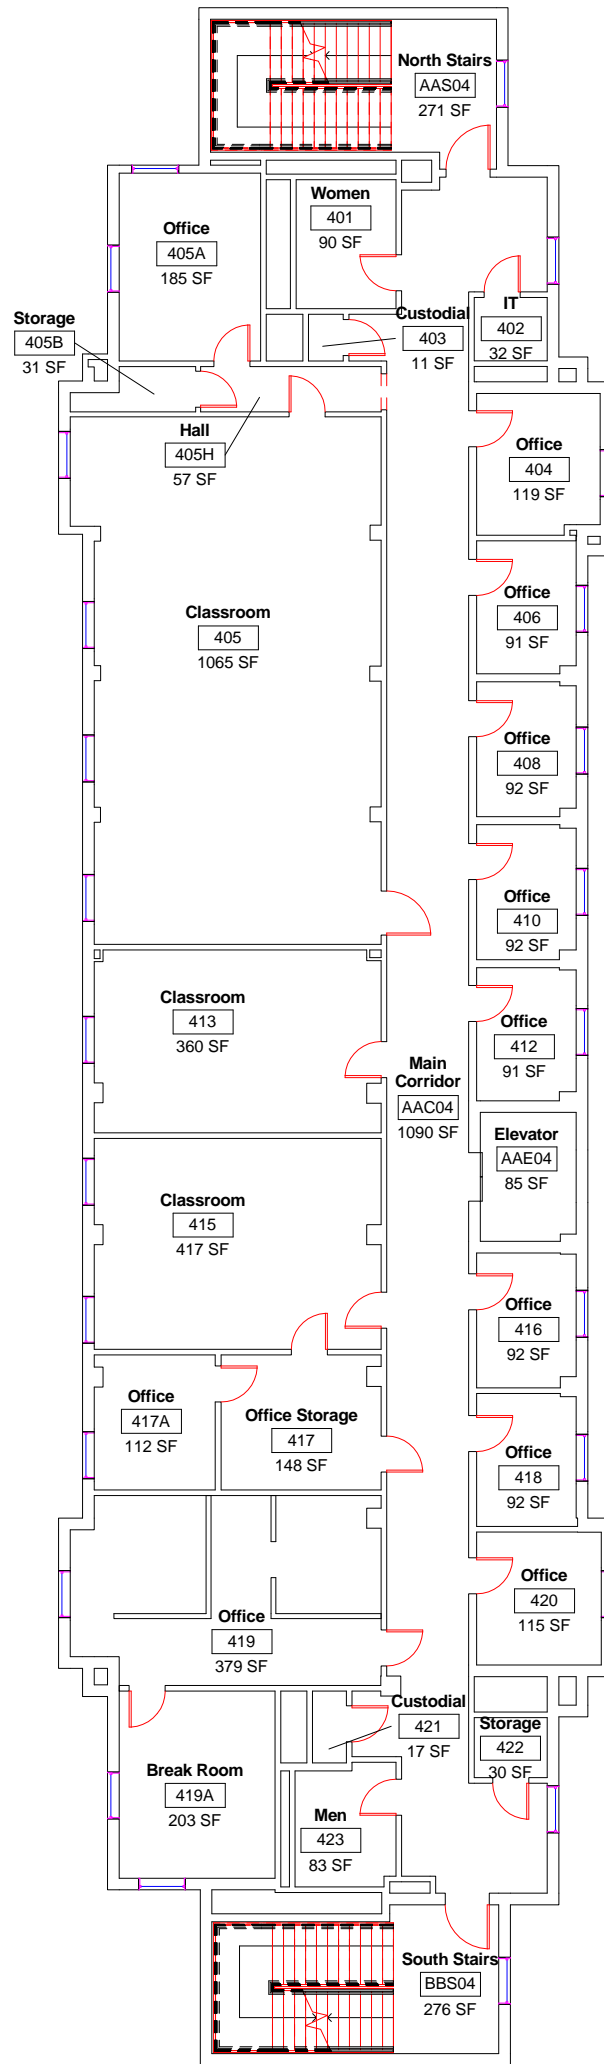 North Stairs
AAS04
271 SF
Women
401
90 SF
Office
405A
185 SF
Custodial
403
11 SF
IT
402
32 SF
Storage
405B
31 SF
Hall
405H
57 SF
Office
404
119 SF
Office
406
91 SF
Classroom
405
1065 SF
Office
408
92 SF
Office
410
92 SF
Classroom
413
360 SF
Office
412
91 SF
Main
Corridor
AAC04
1090 SF
Elevator
AAE04
85 SF
Classroom
415
417 SF
Office
416
92 SF
Office
417A
112 SF
Office Storage
417
148 SF
Office
418
92 SF
Office
420
115 SF
Office
419
379 SF
Custodial
421
17 SF
Storage
422
30 SF
Break Room
419A
203 SF
Men
423
83 SF
South Stairs
BBS04
276 SF